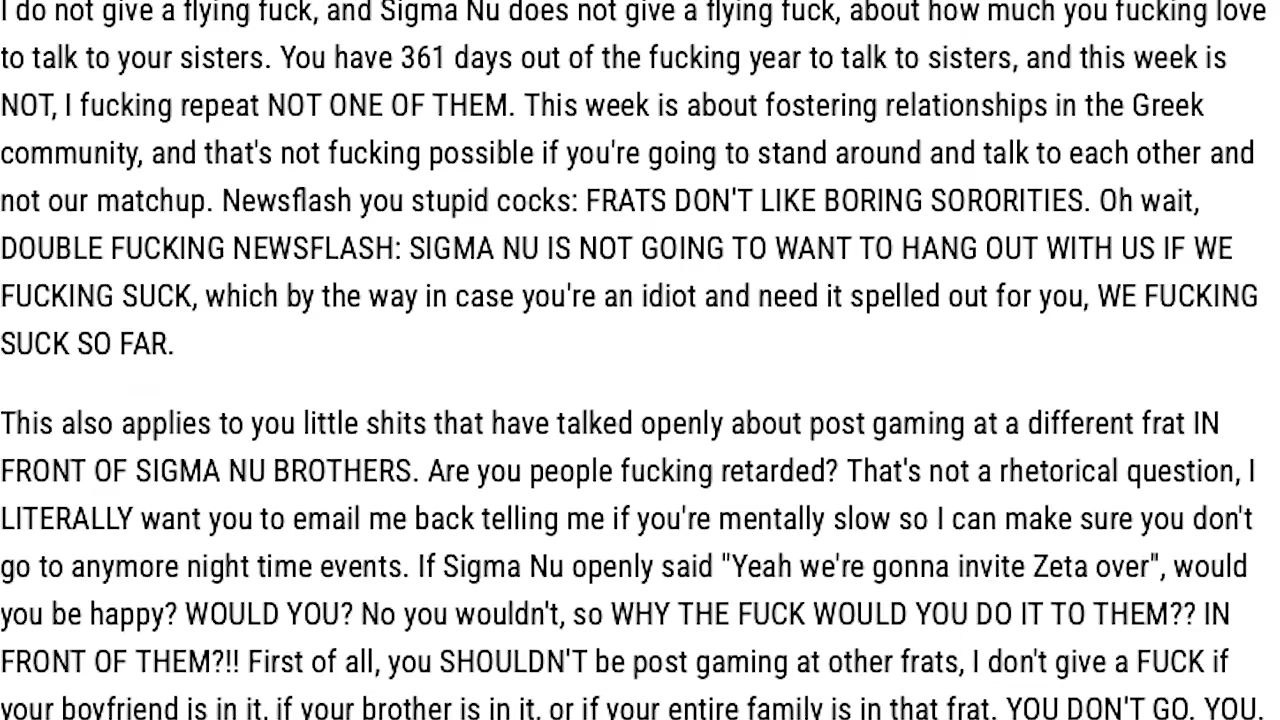 I do not give a flying fuck, and Sigma Nu does not give a flying fuck, about how much you fucking love
to talk to your sisters. You have 361 days out of the fucking year to talk to sisters, and this week is
NOT, I fucking repeat NOT ONE OF THEM. This week is about fostering relationships in the Greek
community, and that's not fucking possible if you're going to stand around and talk to each other and
not our matchup. Newsflash you stupid cocks: FRATS DON'T LIKE BORING SORORITIES. Oh wait,
DOUBLE FUCKING NEWSFLASH: SIGMA NU IS NOT GOING TO WANT TO HANG OUT WITH US IF WE
FUCKING SUCK, which by the way in case you're an idiot and need it spelled out for you, WE FUCKING
SUCK SO FAR.
This also applies to you little shits that have talked openly about post gaming at a different frat IN
FRONT OF SIGMA NU BROTHERS. Are you people fucking retarded? That's not a rhetorical question, I
LITERALLY want you to email me back telling me if you're mentally slow so I can make sure you don't
go to anymore night time events. If Sigma Nu openly said "Yeah we're gonna invite Zeta over", would
you be happy? WOULD YOU? No you wouldn't, so WHY THE FUCK WOULD YOU DO IT TO THEM?? IN
FRONT OF THEM?!! First of all, you SHOULDN'T be post gaming at other frats, I don't give a FUCK if
your boyfriend is in it, if your brother is in it, or if your entire family is in that frat. YOU DON'T GO. YOU.